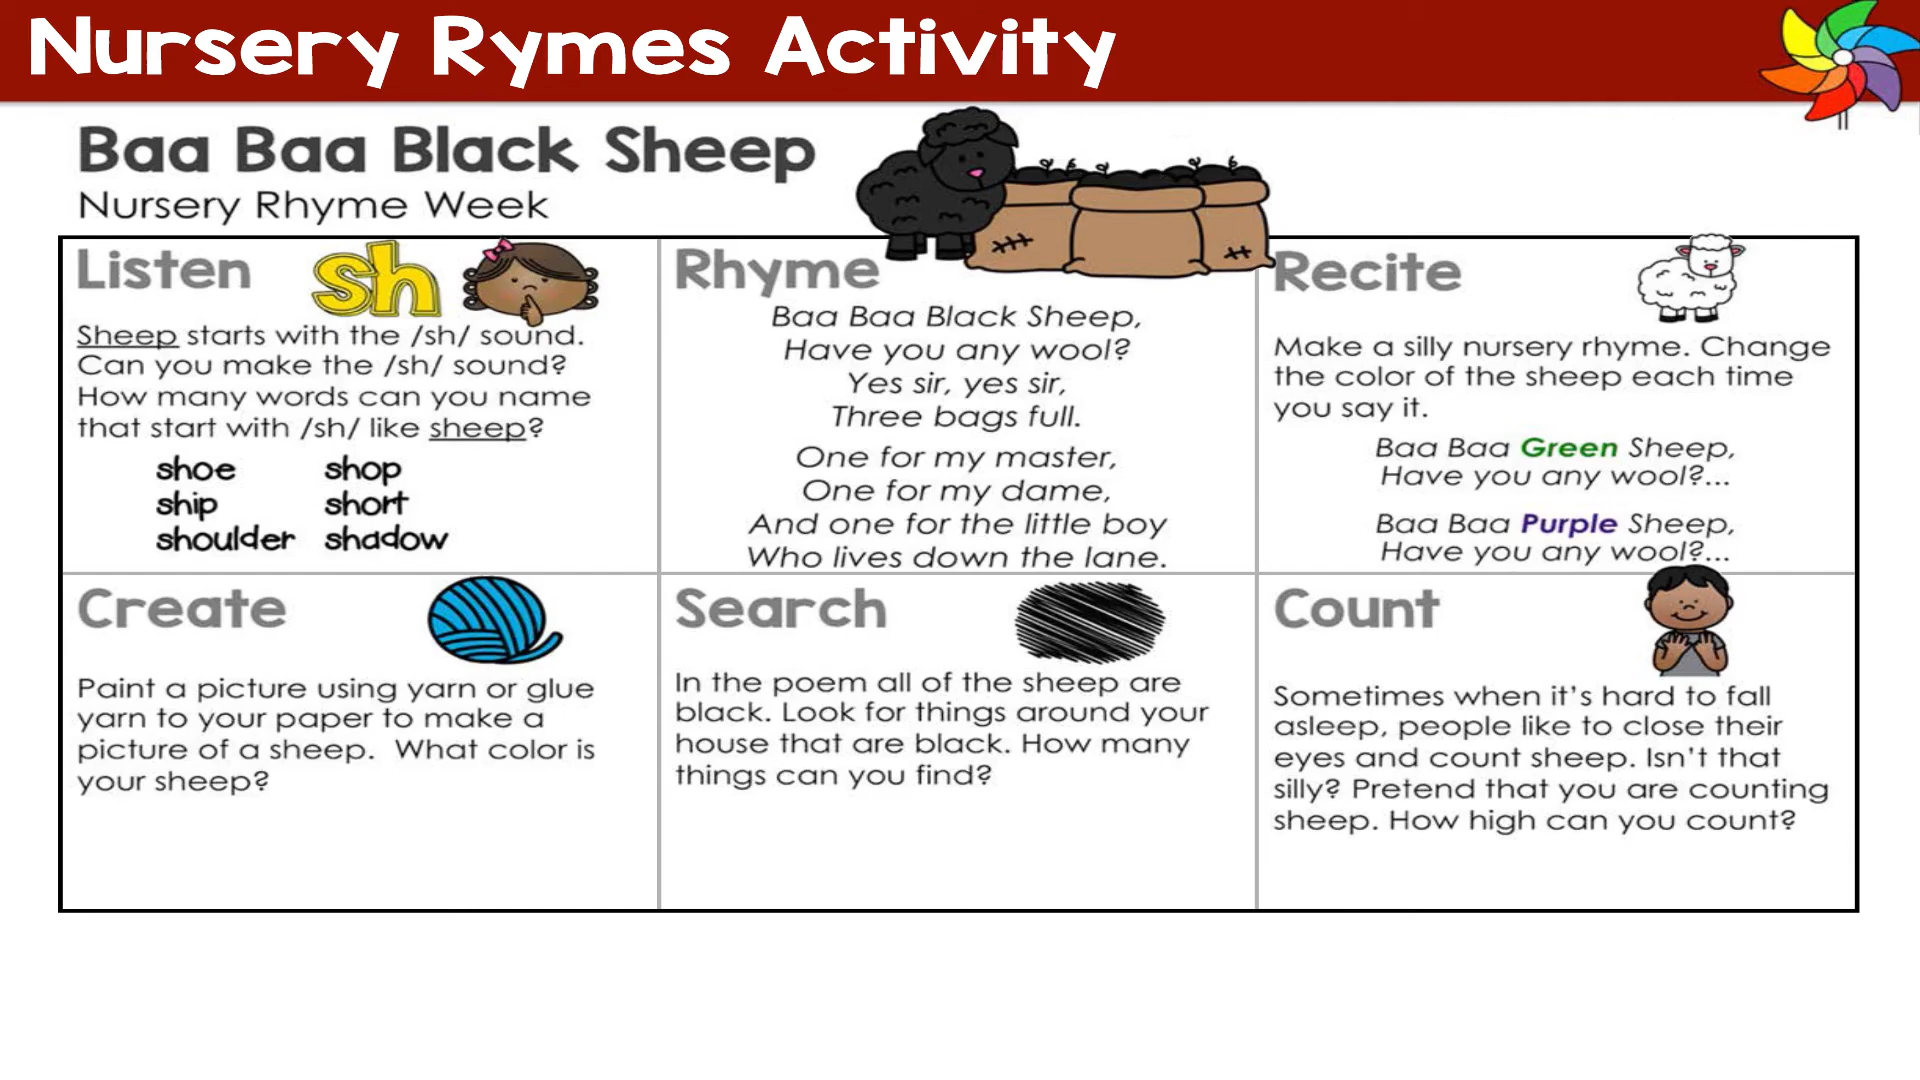 Nursery Rymes Activity
Baa Baa Black Sheep
Nursery Rhyme Week
Listen
sh
Sheep starts with the /sh/ sound.
Can you make the /sh/ sound?
How many words can you name
that start with /sh/ like sheep?
shoe shop
ship short
shoulder shadow
Rhyme
Baa Baa Black Sheep,
Have you any wool?
Yes sir, yes sir,
Three bags full.
One for my master,
One for my dame,
And one for the little boy
Who lives down the lane.
Recite
Make a silly nursery rhyme. Change
the color of the sheep each time
you say it.
Baa Baa Green Sheep,
Have you any wool?...
Baa Baa Purple Sheep,
Have you any wool?...
Create
Paint a picture using yarn or glue
yarn to your paper to make a
picture of a sheep. What color is
your sheep?
Search
In the poem all of the sheep are
black. Look for things around your
house that are black. How many
things can you find?
Count
Sometimes when it's hard to fall
asleep, people like to close their
eyes and count sheep. Isn't that
silly? Pretend that you are counting
sheep. How high can you count?